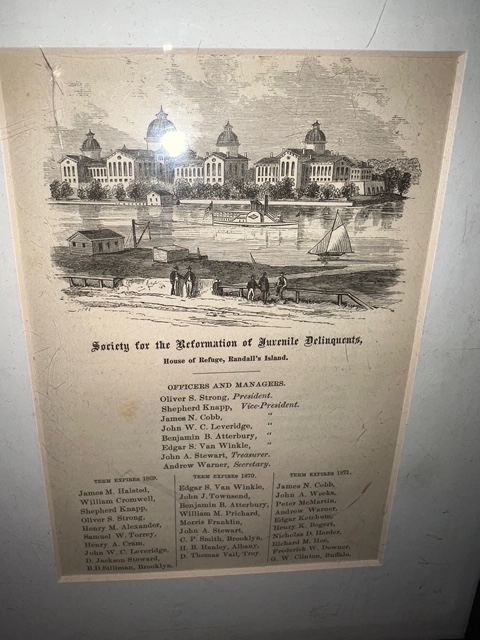 Society for the Reformation of Juvenile Delinquents,
House of Refuge, Randall's Island.
OFFICERS AND MANAGERS.
Oliver S. Strong, President.
Shepherd Knapp, Vice-President.
James N. Cobb, "
John W. C. Leveridge, "
Benjamin B. Atterbury, "
Edgar S. Van Winkle, "
John A. Stewart, Treasurer.
Andrew Warner, Secretary.
TERM EXPIRES 1869.
James M. Halsted,
William Cromwell,
Shepherd Knapp,
Oliver S. Strong,
Henry M. Alexander,
Samuel W. Torrey,
Henry A. Cram,
John W. C. Leveridge,
D. Jackson Steward,
B.D. Silliman, Brooklyn.
TERM EXPIRES 1870.
Edgar S. Van Winkle,
John J. Townsend,
Benjamin B. Atterbury,
William M. Prichard,
Morris Franklin,
John A. Stewart,
C. P. Smith, Brooklyn.
H. B. Hanley, Albany,
D. Thomas Vail, Troy.
TERM EXPIRES 1871.
James N. Cobb,
John A. Weeks,
Peter McMartin,
Andrew Warner,
Edgar Ketchum,
Henry K. Bogert,
Nicholas D. Herder,
Richard M. Hoe,
Frederick W. Downer,
G. W. Clinton, Buffalo.